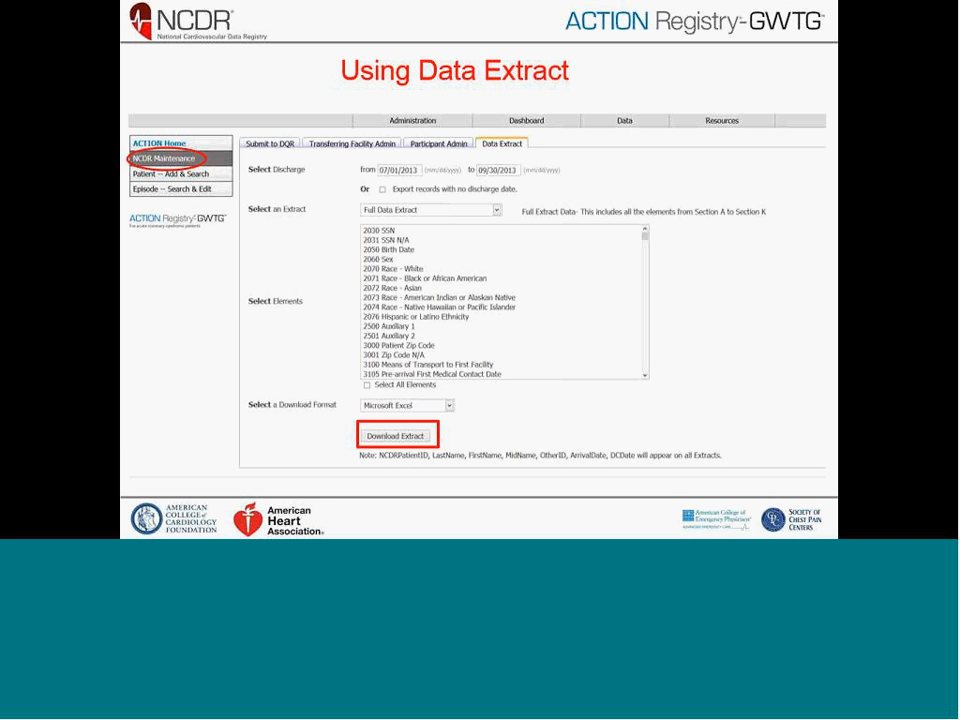 NCDR®
National Cardiovascular Data Registry
ACTION Registry-GWTG™
Using Data Extract
Administration Dashboard Data Resources
ACTION Home
NCDR Maintenance
Patient -- Add & Search
Episode -- Search & Edit
ACTION Registry-GWTG™
For acute coronary syndrome patients
Submit to DQR Transferring Facility Admin Participant Admin Data Extract
Select Discharge from 07/01/2013 (mm/dd/yyyy) to 09/30/2013 (mm/dd/yyyy)
Or Export records with no discharge date.
Select an Extract Full Data Extract Full Extract Data- This includes all the elements from Section A to Section K
Select Elements
2030 SSN
2031 SSN N/A
2050 Birth Date
2060 Sex
2070 Race - White
2071 Race - Black or African American
2072 Race - Asian
2073 Race - American Indian or Alaskan Native
2074 Race - Native Hawaiian or Pacific Islander
2076 Hispanic or Latino Ethnicity
2500 Auxiliary 1
2501 Auxiliary 2
3000 Patient Zip Code
3001 Zip Code N/A
3100 Means of Transport to First Facility
3105 Pre-arrival First Medical Contact Date
Select All Elements
Select a Download Format Microsoft Excel
Download Extract
Note: NCDRPatientID, LastName, FirstName, MidName, OtherID, ArrivalDate, DCDate will appear on all Extracts.
AMERICAN
COLLEGE of
CARDIOLOGY
FOUNDATION
American
Heart
Association®
American College of
Emergency Physicians®
SOCIETY OF
CHEST PAIN
CENTERS